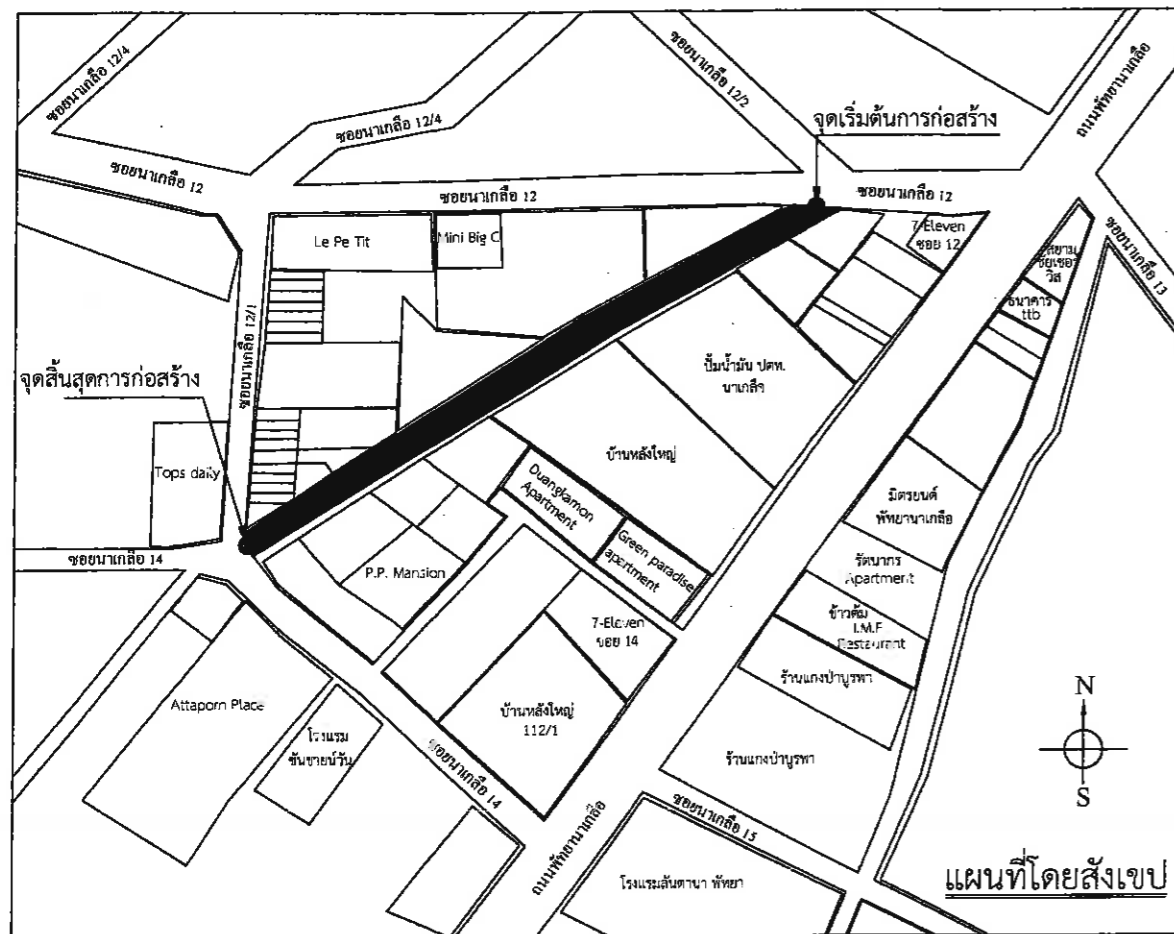 ซอยนาเกลือ 12/4
ซอยนาเกลือ 12/4
ซอยนาเกลือ 12/2
ถนนพัทยานาเกลือ
จุดเริ่มต้นการก่อสร้าง
ซอยนาเกลือ 12
ซอยนาเกลือ 12
ซอยนาเกลือ 12
7-Eleven
ซอย 12
Le Pe Tit
Mini Big C
ซอยนาเกลือ 13
ธนาคาร
ttb
ซอยนาเกลือ 12/1
จุดสิ้นสุดการก่อสร้าง
ปั๊มน้ำมัน ปตท.
นาเกลือ
บ้านหลังใหญ่
Tops daily
Duangkamon
Apartment
Green paradise
apartment
มิตรยนต์
พัทยานาเกลือ
ซอยนาเกลือ 14
P.P. Mansion
รัตนากร
Apartment
ข้าวต้ม
I.M.F
Restaurant
7-Eleven
ซอย 14
ร้านแกงป่าบูรพา
Attaporn Place
บ้านหลังใหญ่
112/1
โรงแรม
ซันชายน์วัน
ซอยนาเกลือ 14
ร้านแกงป่าบูรพา
N
S
ซอยนาเกลือ 15
ถนนพัทยานาเกลือ
โรงแรมลันตานา พัทยา
แผนที่โดยสังเขป